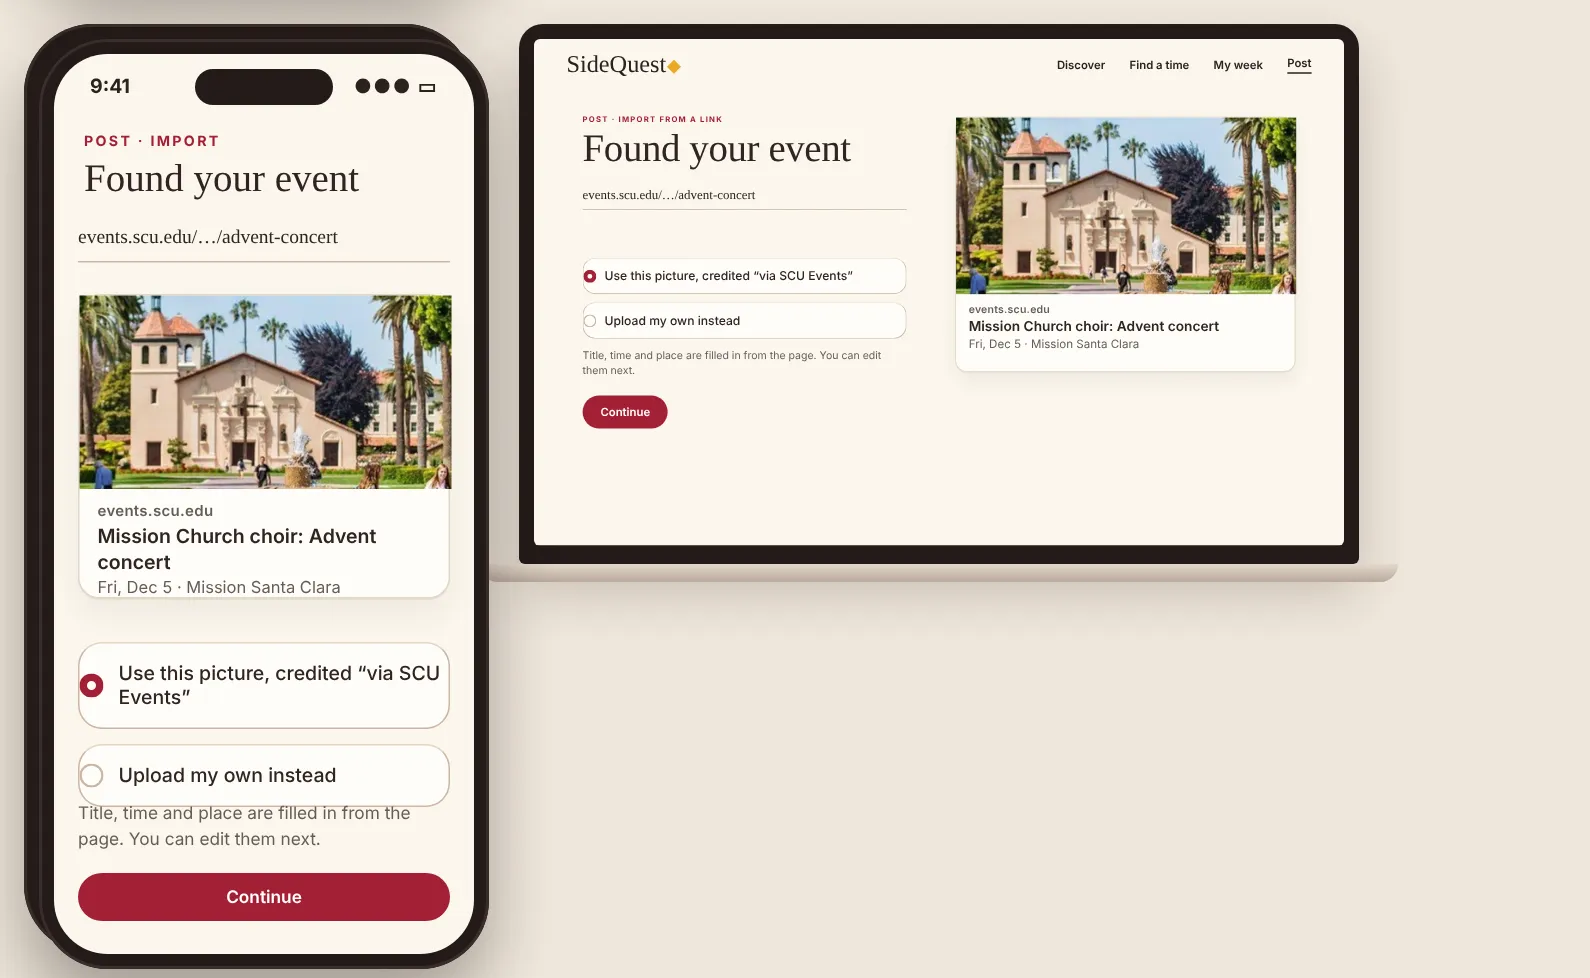 9:41
POST · IMPORT
Found your event
events.scu.edu/…/advent-concert
events.scu.edu
Mission Church choir: Advent
concert
Fri, Dec 5 · Mission Santa Clara
Use this picture, credited “via SCU
Events”
Upload my own instead
Title, time and place are filled in from the
page. You can edit them next.
Continue
SideQuest
Discover
Find a time
My week
Post
POST · IMPORT FROM A LINK
Found your event
events.scu.edu/…/advent-concert
Use this picture, credited “via SCU Events”
Upload my own instead
Title, time and place are filled in from the page. You can edit
them next.
Continue
events.scu.edu
Mission Church choir: Advent concert
Fri, Dec 5 · Mission Santa Clara